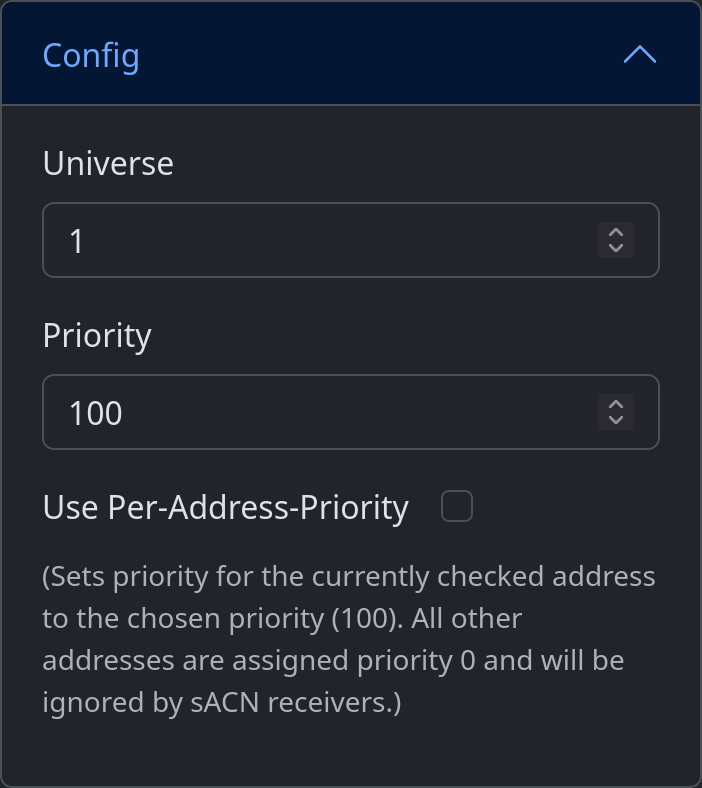 Config
Universe
1
Priority
100
Use Per-Address-Priority
(Sets priority for the currently checked address
to the chosen priority (100). All other
addresses are assigned priority 0 and will be
ignored by sACN receivers.)